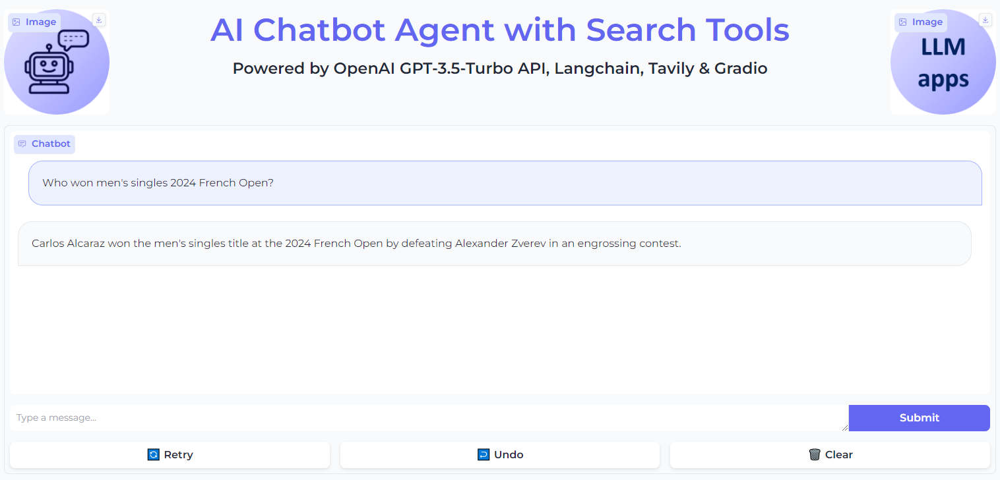 Image
AI Chatbot Agent with Search Tools
Image
LLM
apps
Powered by OpenAI GPT-3.5-Turbo API, Langchain, Tavily & Gradio
Chatbot
Who won men's singles 2024 French Open?
Carlos Alcaraz won the men's singles title at the 2024 French Open by defeating Alexander Zverev in an engrossing contest.
Type a message...
Submit
Retry
Undo
Clear